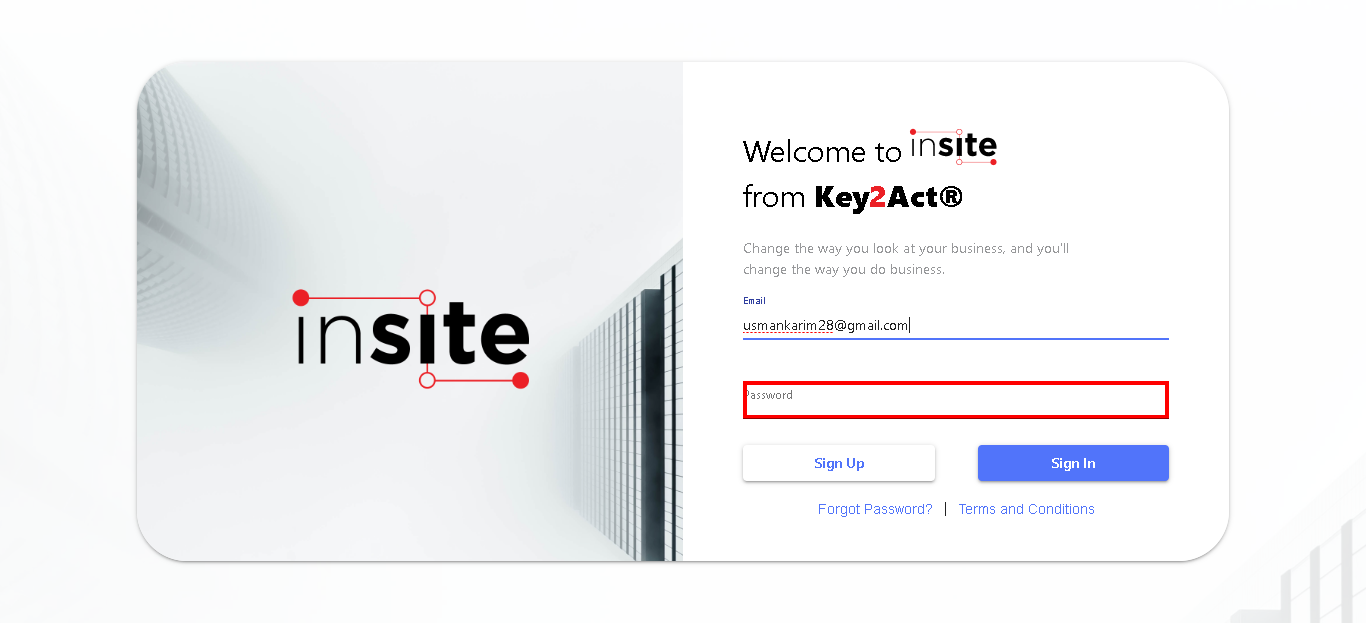 insite
Welcome to insite
from Key2Act®
Change the way you look at your business, and you'll
change the way you do business.
Email
usmankarim28@gmail.com
Password
Sign Up
Sign In
Forgot Password? | Terms and Conditions